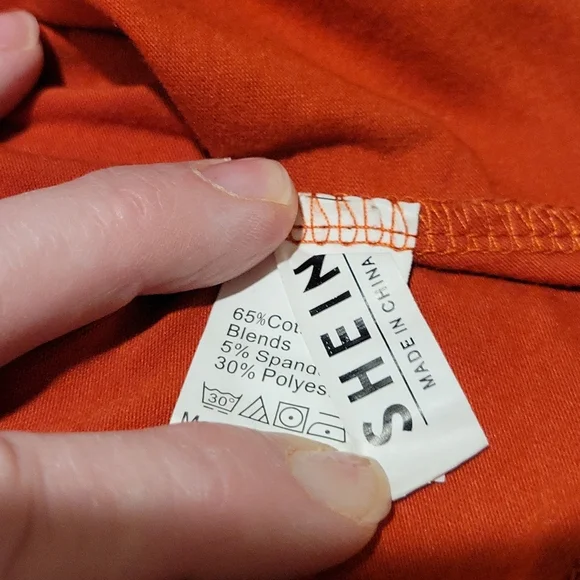 65%Cot
Blends
5% Spand
30% Polyes
30°
M
SHEIN
MADE IN CHINA